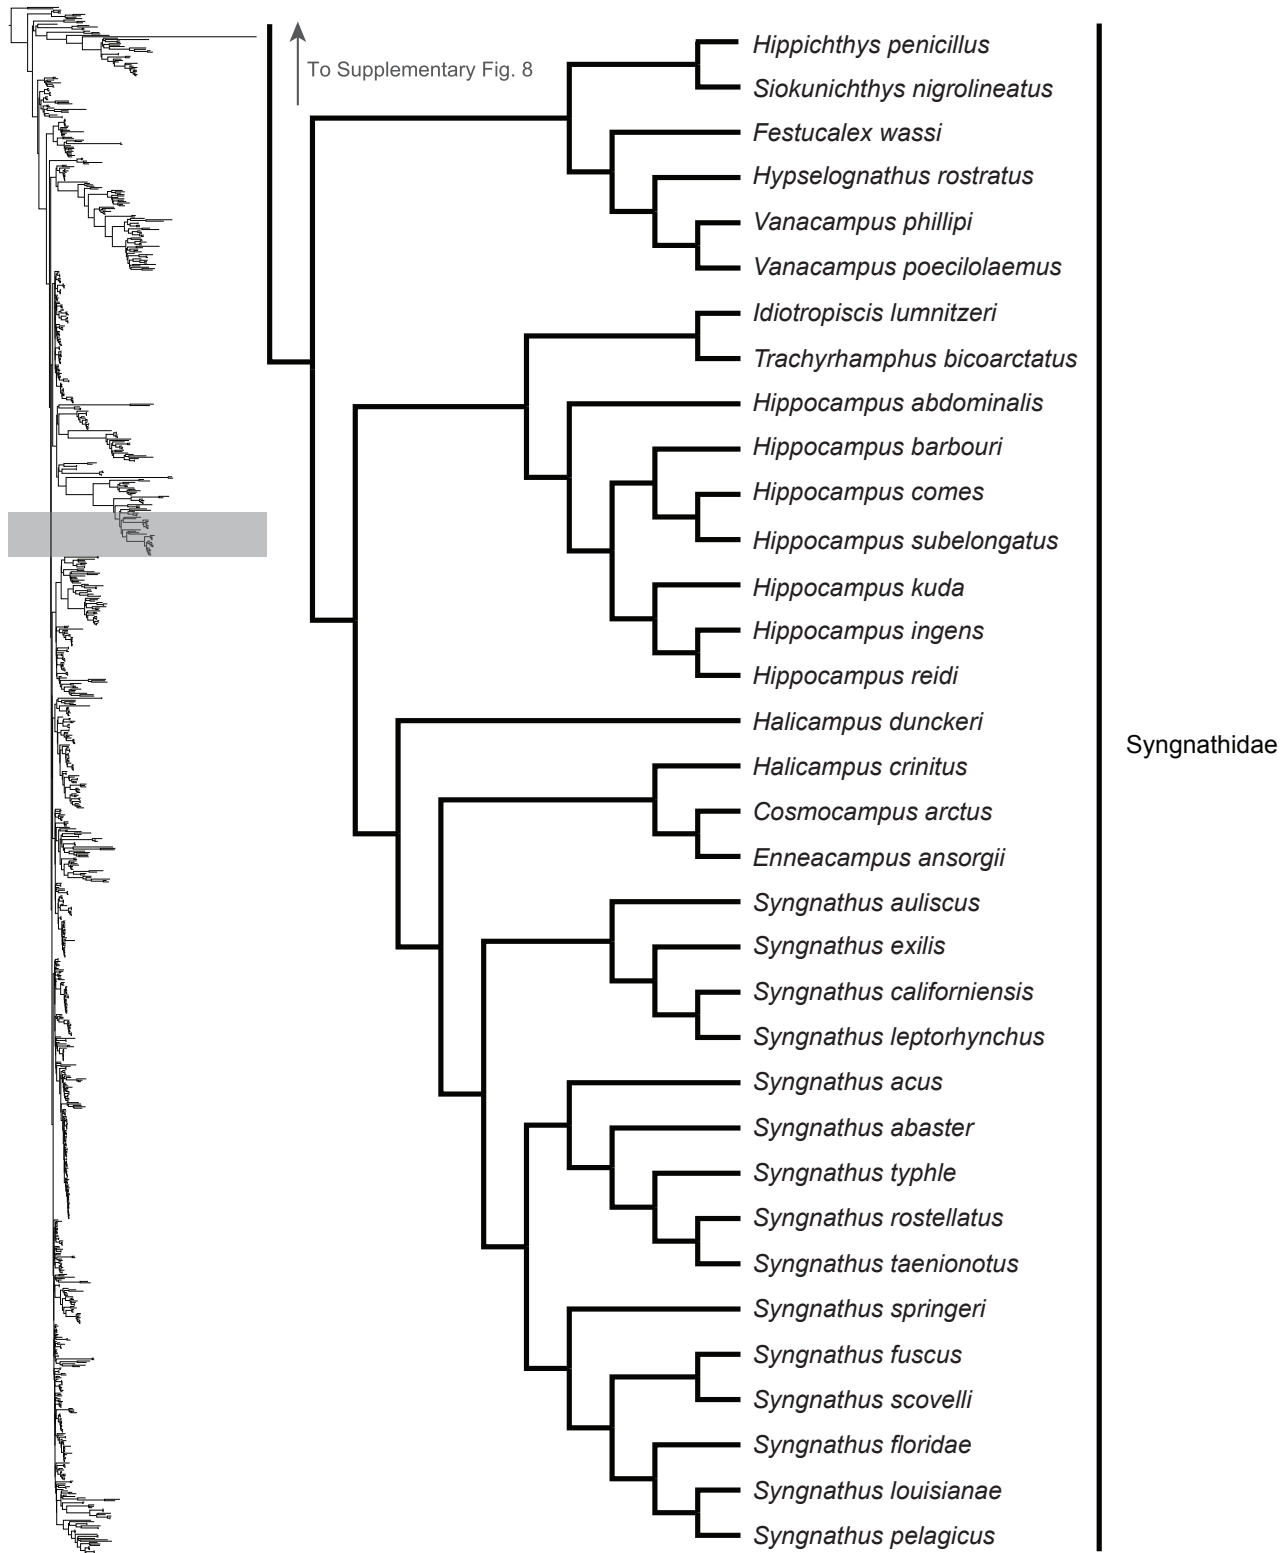 To Supplementary Fig. 8
Hippichthys penicillus
Siokunichthys nigrolineatus
Festucalex wassi
Hypselognathus rostratus
Vanacampus phillipi
Vanacampus poecilolaemus
Idiotropiscis lumnitzeri
Trachyrhamphus bicoarctatus
Hippocampus abdominalis
Hippocampus barbouri
Hippocampus comes
Hippocampus subelongatus
Hippocampus kuda
Hippocampus ingens
Hippocampus reidi
Halicampus dunckeri
Syngnathidae
Halicampus crinitus
Cosmocampus arctus
Enneacampus ansorgii
Syngnathus auliscus
Syngnathus exilis
Syngnathus californiensis
Syngnathus leptorhynchus
Syngnathus acus
Syngnathus abaster
Syngnathus typhle
Syngnathus rostellatus
Syngnathus taenionotus
Syngnathus springeri
Syngnathus fuscus
Syngnathus scovelli
Syngnathus floridae
Syngnathus louisianae
Syngnathus pelagicus